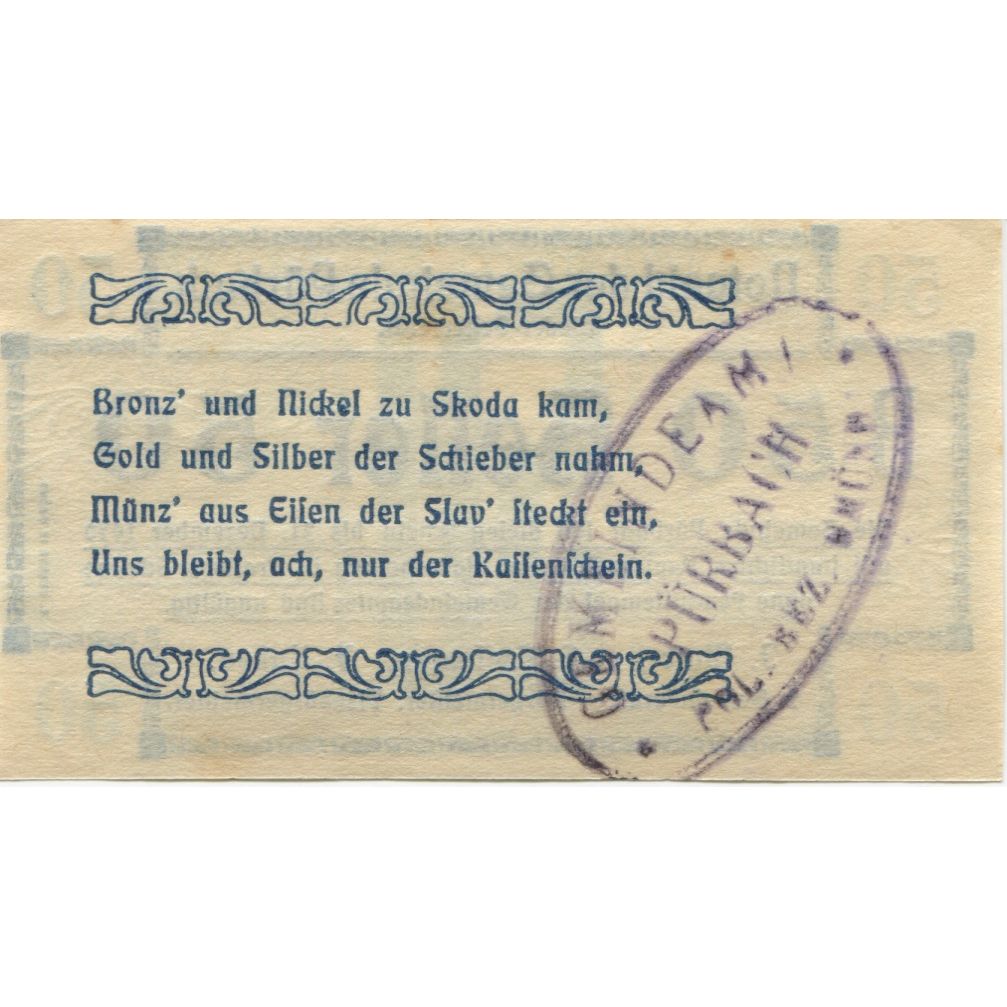 Bronz' und Nickel zu Skoda kam,
Gold und Silber der Schieber nahm,
Münz' aus Eisen der Slav' steckt ein,
Uns bleibt, ach, nur der Kassenschein.
GEMEINDEAMT
PÜRBACH
POL. BEZ. GMÜND